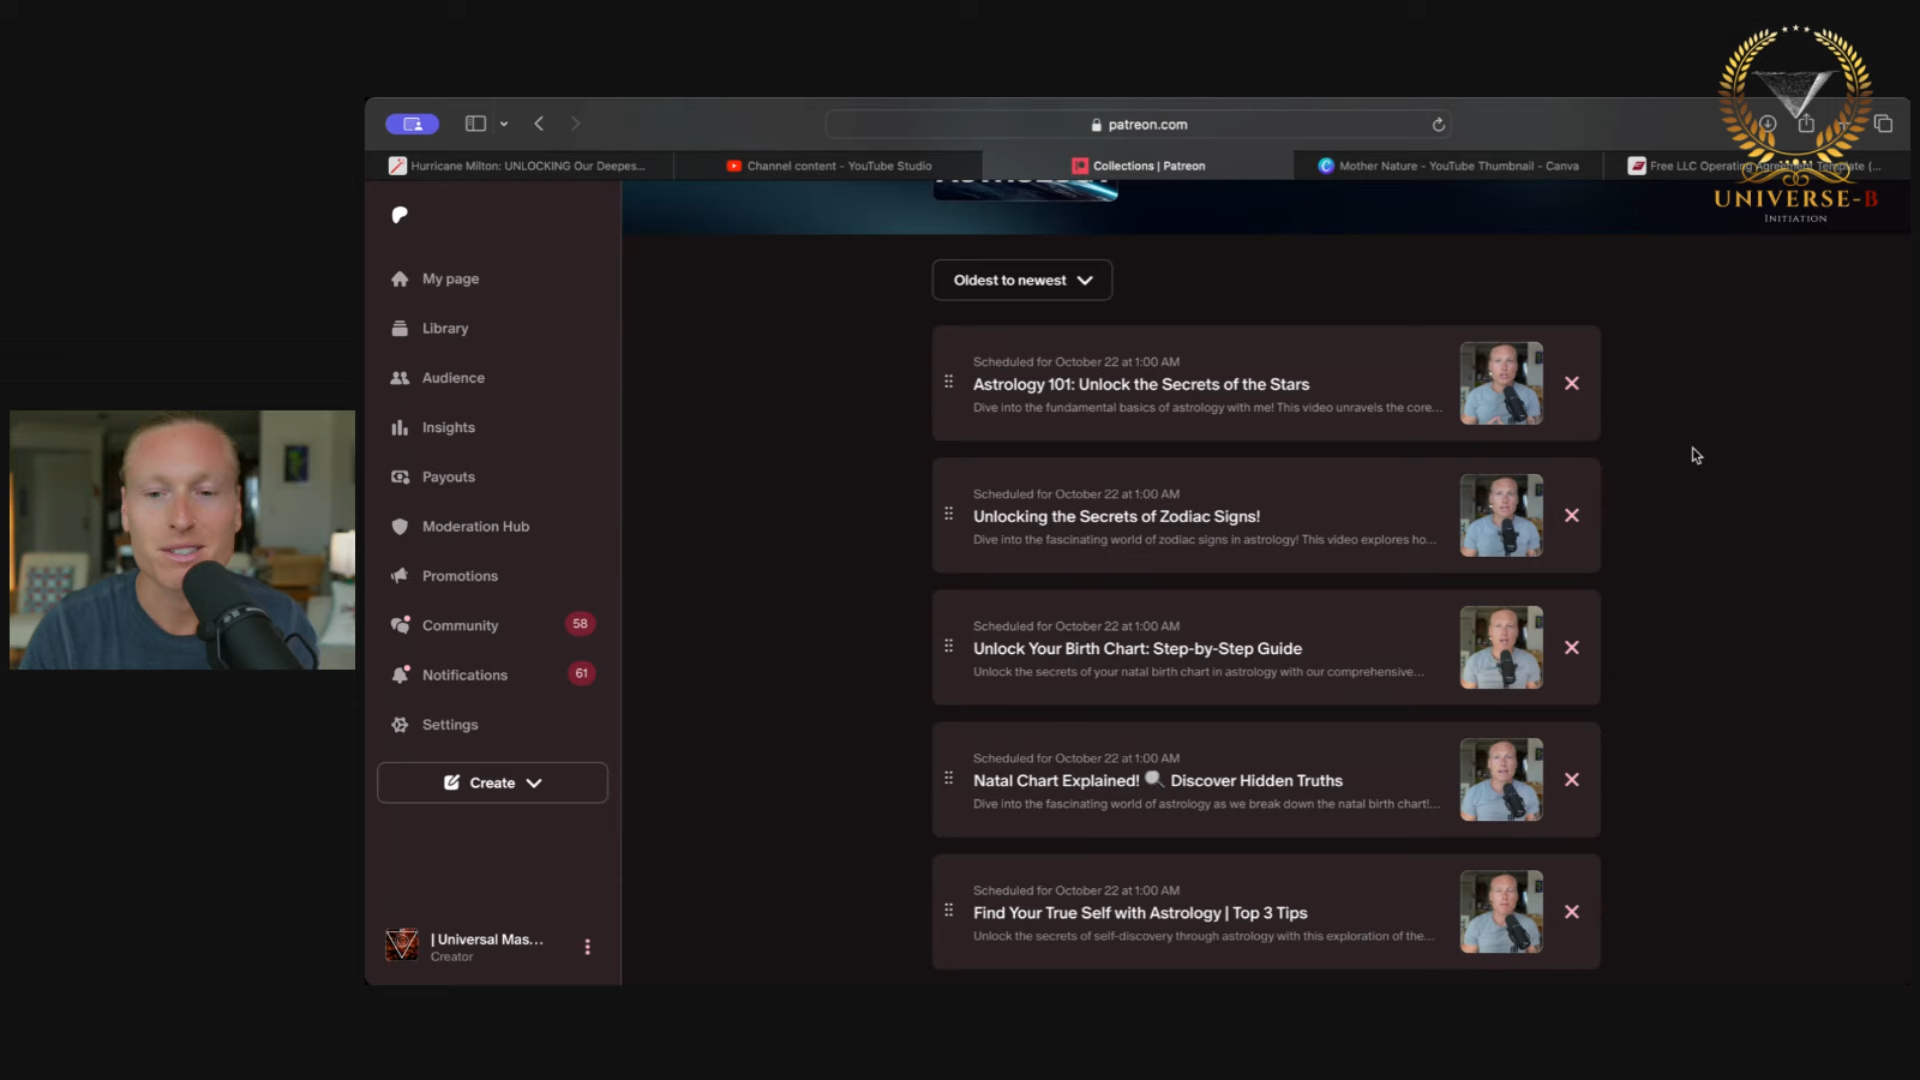 patreon.com
Hurricane Milton: UNLOCKING Our Deepes...
Channel content - YouTube Studio
Collections | Patreon
Mother Nature - YouTube Thumbnail - Canva
Free LLC Operating Agreement Template (...
UNIVERSE-B
INITIATION
My page
Library
Audience
Insights
Payouts
Moderation Hub
Promotions
Community
58
Notifications
61
Settings
Create
| Universal Mas...
Creator
Oldest to newest
Scheduled for October 22 at 1:00 AM
Astrology 101: Unlock the Secrets of the Stars
Dive into the fundamental basics of astrology with me! This video unravels the core...
Scheduled for October 22 at 1:00 AM
Unlocking the Secrets of Zodiac Signs!
Dive into the fascinating world of zodiac signs in astrology! This video explores ho...
Scheduled for October 22 at 1:00 AM
Unlock Your Birth Chart: Step-by-Step Guide
Unlock the secrets of your natal birth chart in astrology with our comprehensive...
Scheduled for October 22 at 1:00 AM
Natal Chart Explained! 🔍 Discover Hidden Truths
Dive into the fascinating world of astrology as we break down the natal birth chart!...
Scheduled for October 22 at 1:00 AM
Find Your True Self with Astrology | Top 3 Tips
Unlock the secrets of self-discovery through astrology with this exploration of the...